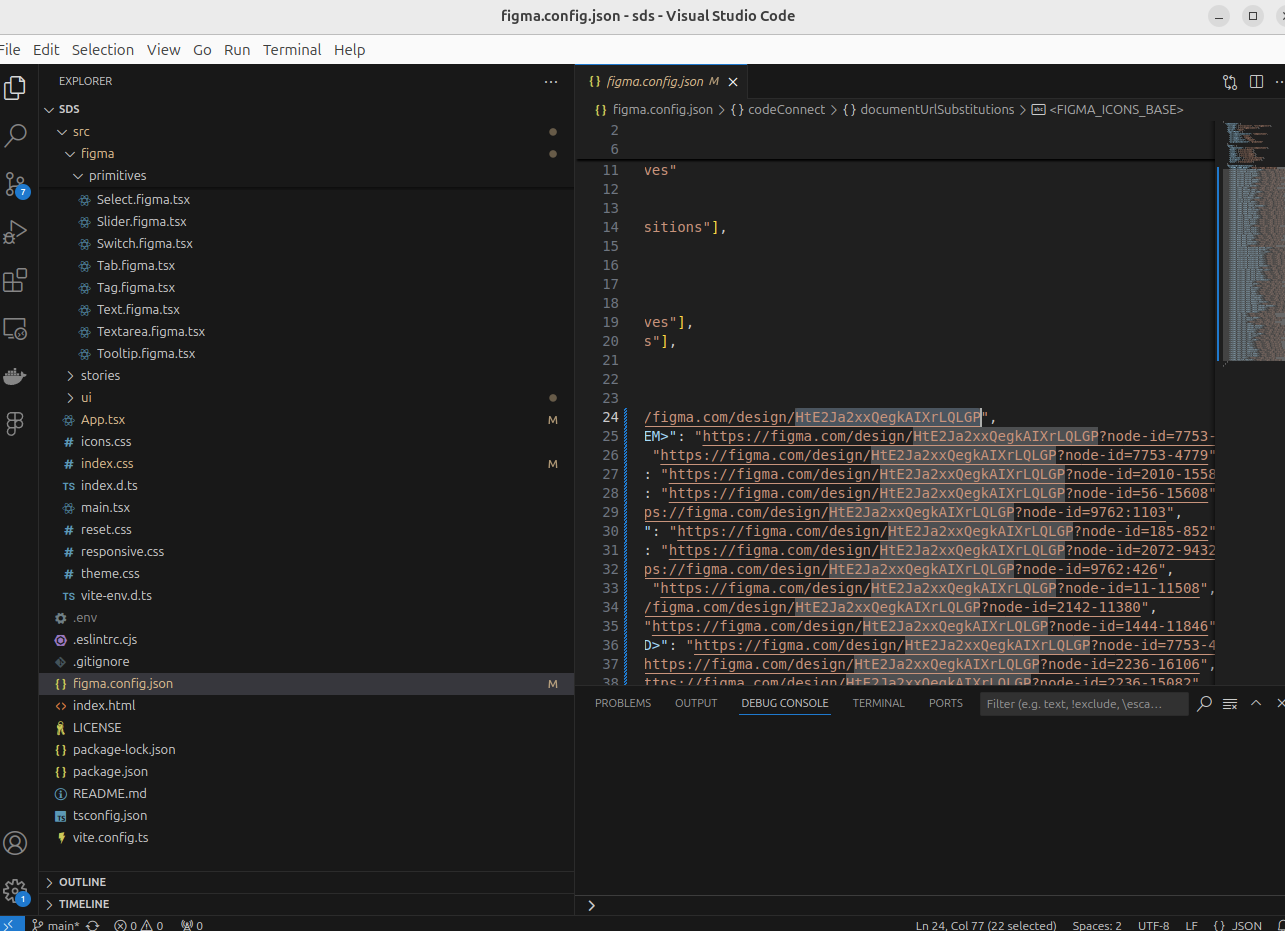 figma.config.json - sds - Visual Studio Code
File Edit Selection View Go Run Terminal Help
EXPLORER
SDS
src
figma
primitives
Select.figma.tsx
Slider.figma.tsx
Switch.figma.tsx
Tab.figma.tsx
Tag.figma.tsx
Text.figma.tsx
Textarea.figma.tsx
Tooltip.figma.tsx
stories
ui
App.tsx M
# icons.css
# index.css M
TS index.d.ts
main.tsx
# reset.css
# responsive.css
# theme.css
TS vite-env.d.ts
.env
.eslintrc.cjs
.gitignore
{} figma.config.json M
<> index.html
LICENSE
{} package-lock.json
{} package.json
README.md
TS tsconfig.json
vite.config.ts
OUTLINE
TIMELINE
7
1
{} figma.config.json M
{} figma.config.json > {} codeConnect > {} documentUrlSubstitutions > abc <FIGMA_ICONS_BASE>
2
6
11 ves"
12
13
14 sitions"],
15
16
17
18
19 ves"],
20 s"],
21
22
23
24 /figma.com/design/HtE2Ja2xxQegkAIXrLQLGP",
25 EM>": "https://figma.com/design/HtE2Ja2xxQegkAIXrLQLGP?node-id=7753-
26 "https://figma.com/design/HtE2Ja2xxQegkAIXrLQLGP?node-id=7753-4779"
27 : "https://figma.com/design/HtE2Ja2xxQegkAIXrLQLGP?node-id=2010-1558
28 : "https://figma.com/design/HtE2Ja2xxQegkAIXrLQLGP?node-id=56-15608"
29 ps://figma.com/design/HtE2Ja2xxQegkAIXrLQLGP?node-id=9762:1103",
30 ": "https://figma.com/design/HtE2Ja2xxQegkAIXrLQLGP?node-id=185-852"
31 : "https://figma.com/design/HtE2Ja2xxQegkAIXrLQLGP?node-id=2072-9432
32 ps://figma.com/design/HtE2Ja2xxQegkAIXrLQLGP?node-id=9762:426",
33 "https://figma.com/design/HtE2Ja2xxQegkAIXrLQLGP?node-id=11-11508",
34 /figma.com/design/HtE2Ja2xxQegkAIXrLQLGP?node-id=2142-11380",
35 "https://figma.com/design/HtE2Ja2xxQegkAIXrLQLGP?node-id=1444-11846"
36 D>": "https://figma.com/design/HtE2Ja2xxQegkAIXrLQLGP?node-id=7753-4
37 https://figma.com/design/HtE2Ja2xxQegkAIXrLQLGP?node-id=2236-16106",
38 ttps://figma.com/design/HtE2Ja2xxQegkAIXrLQLGP?node-id=2236-15082"
PROBLEMS OUTPUT DEBUG CONSOLE TERMINAL PORTS Filter (e.g. text, !exclude, \esca...
main* 0 0 0 Ln 24, Col 77 (22 selected) Spaces: 2 UTF-8 LF {} JSON